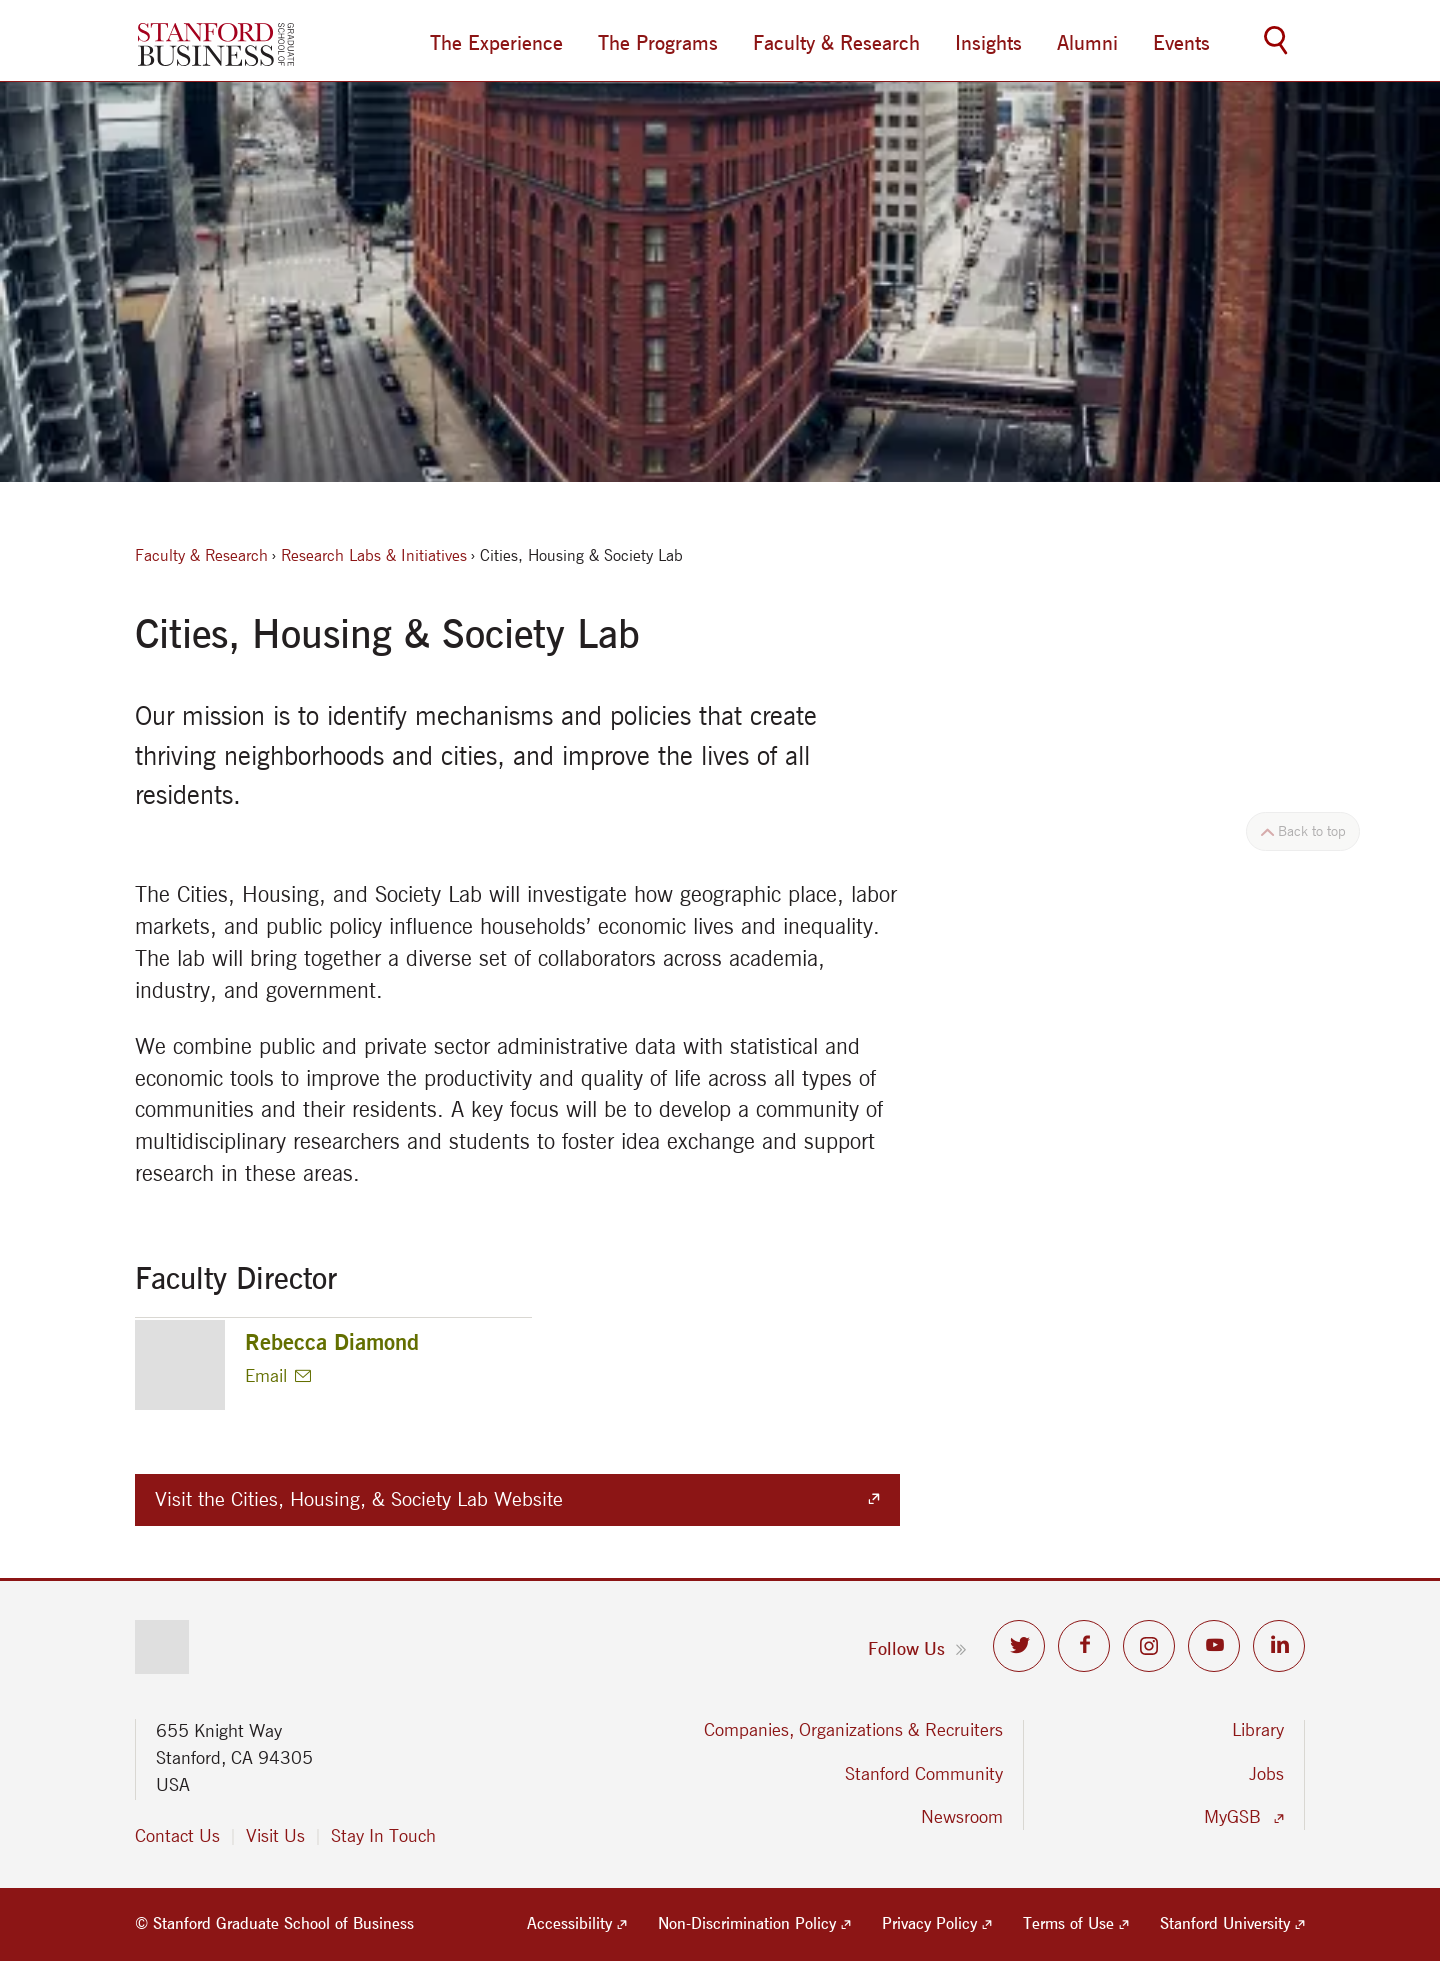 STANFORD
BUSINESS
GRADUATE
SCHOOL OF
The Experience
The Programs
Faculty & Research
Insights
Alumni
Events
Faculty & Research › Research Labs & Initiatives › Cities, Housing & Society Lab
Cities, Housing & Society Lab
Our mission is to identify mechanisms and policies that create
thriving neighborhoods and cities, and improve the lives of all
residents.
Back to top
The Cities, Housing, and Society Lab will investigate how geographic place, labor
markets, and public policy influence households’ economic lives and inequality.
The lab will bring together a diverse set of collaborators across academia,
industry, and government.
We combine public and private sector administrative data with statistical and
economic tools to improve the productivity and quality of life across all types of
communities and their residents. A key focus will be to develop a community of
multidisciplinary researchers and students to foster idea exchange and support
research in these areas.
Faculty Director
Rebecca Diamond
Email
Visit the Cities, Housing, & Society Lab Website
Follow Us
655 Knight Way
Stanford, CA 94305
USA
Contact Us | Visit Us | Stay In Touch
Companies, Organizations & Recruiters
Stanford Community
Newsroom
Library
Jobs
MyGSB
© Stanford Graduate School of Business
Accessibility
Non-Discrimination Policy
Privacy Policy
Terms of Use
Stanford University